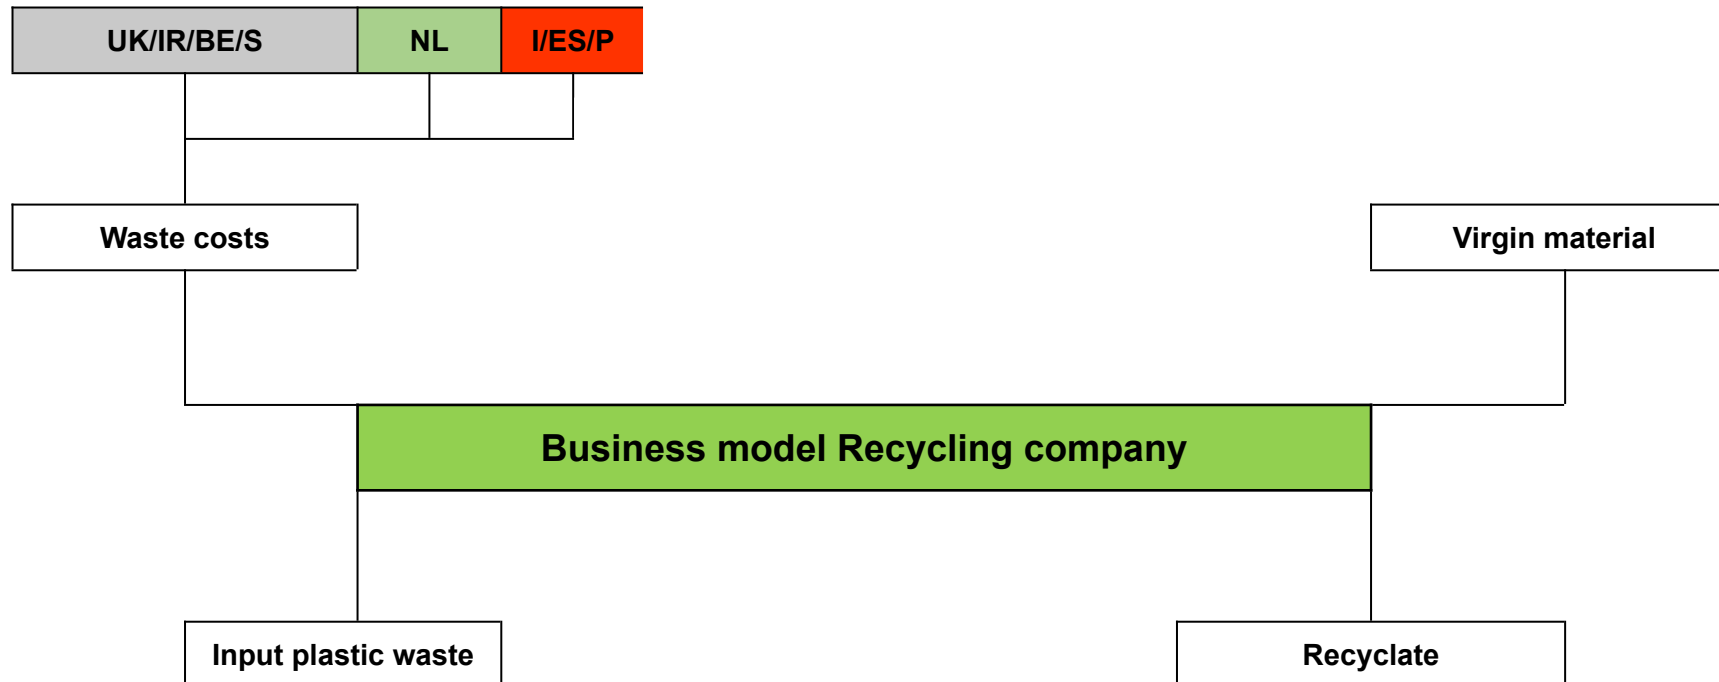 UK/IR/BE/S NL I/ES/P
Waste costs Virgin material
Business model Recycling company
Input plastic waste Recyclate